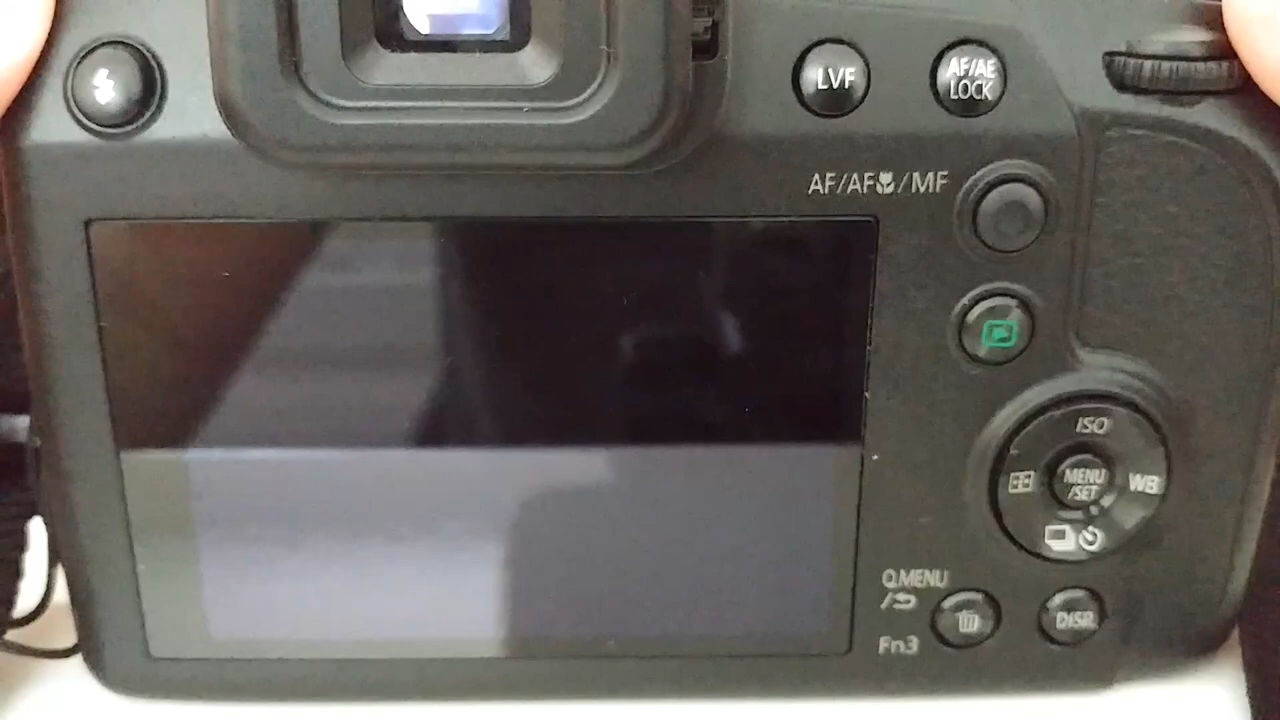 LVF
AF/AE
LOCK
AF/AF/MF
ISO
MENU
/SET
WB
Q.MENU
/
Fn3
DISP.